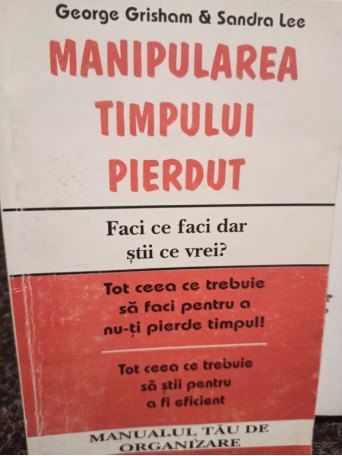 George Grisham & Sandra Lee
MANIPULAREA
TIMPULUI
PIERDUT
Faci ce faci dar
știi ce vrei?
Tot ceea ce trebuie
să faci pentru a
nu-ți pierde timpul!
Tot ceea ce trebuie
să știi pentru
a fi eficient
MANUALUL TĂU DE
ORGANIZARE